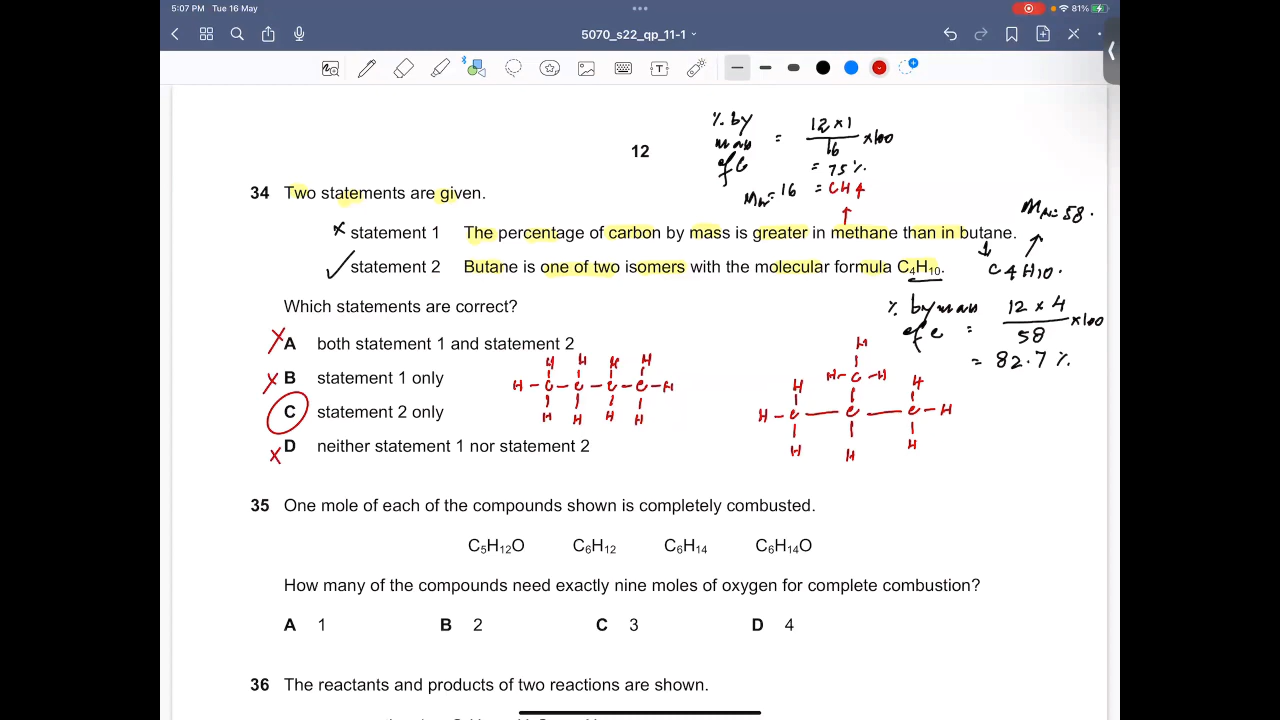 5:07 PM Tue 16 May
81%
5070_s22_qp_11-1
12
% by
mass
of C
= 12 × 1 / 16 × 100
= 75 %
Mr = 16 = CH4
34 Two statements are given.
Mr = 58.
× statement 1 The percentage of carbon by mass is greater in methane than in butane.
✓ statement 2 Butane is one of two isomers with the molecular formula C₄H₁₀.
C4H10.
Which statements are correct?
% by mass
of C = 12 × 4 / 58 × 100
= 82.7 %
× A both statement 1 and statement 2
× B statement 1 only
C statement 2 only
× D neither statement 1 nor statement 2
H H H H
H - C - C - C - C - H
H H H H
H
H - C - H
H H
H - C - C - C - H
H H H
35 One mole of each of the compounds shown is completely combusted.
C₅H₁₂O C₆H₁₂ C₆H₁₄ C₆H₁₄O
How many of the compounds need exactly nine moles of oxygen for complete combustion?
A 1 B 2 C 3 D 4
36 The reactants and products of two reactions are shown.